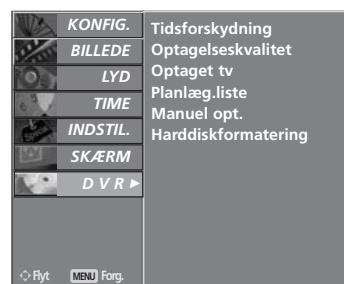 KONFIG.
BILLEDE
LYD
TIME
INDSTIL.
SKÆRM
D V R
Flyt MENU Forg.
Tidsforskydning
Optagelseskvalitet
Optaget tv
Planlæg.liste
Manuel opt.
Harddiskformatering